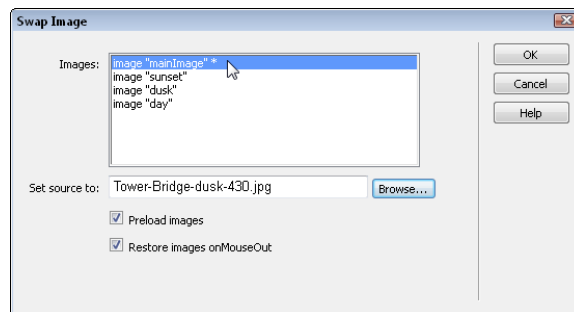 Swap Image
Images:
image "mainImage" *
image "sunset"
image "dusk"
image "day"
OK
Cancel
Help
Set source to:
Tower-Bridge-dusk-430.jpg
Browse...
Preload images
Restore images onMouseOut